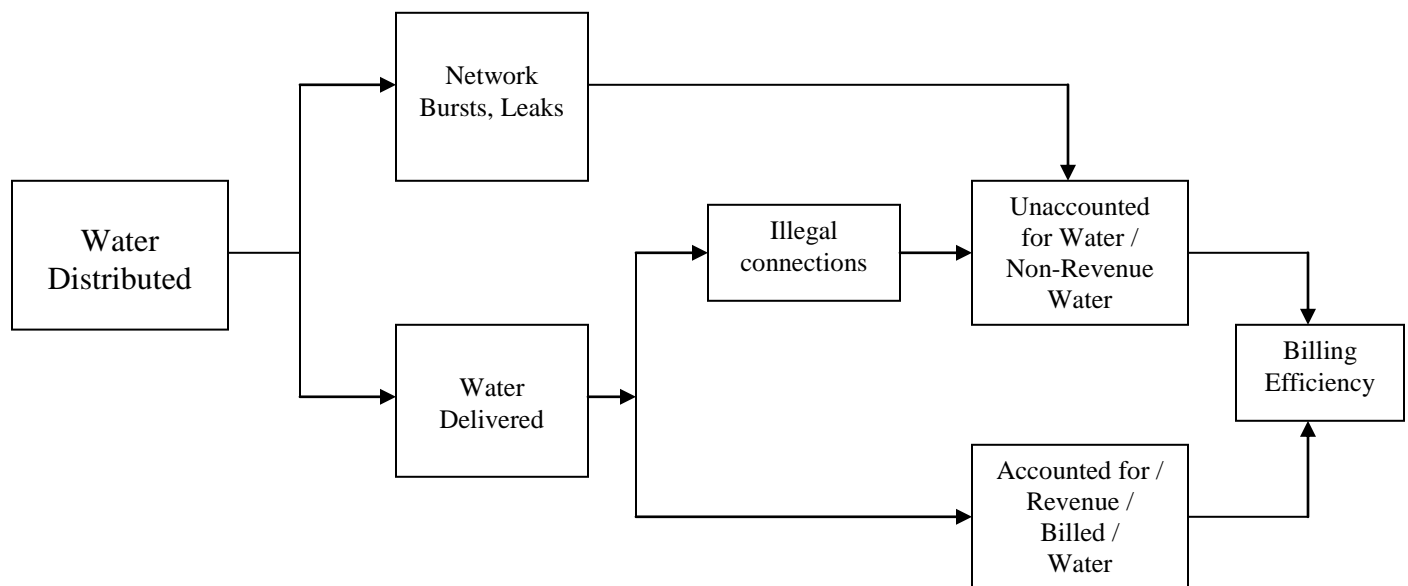 Network
Bursts, Leaks
Water
Distributed
Illegal
connections
Unaccounted
for Water /
Non-Revenue
Water
Water
Delivered
Billing
Efficiency
Accounted for /
Revenue /
Billed /
Water